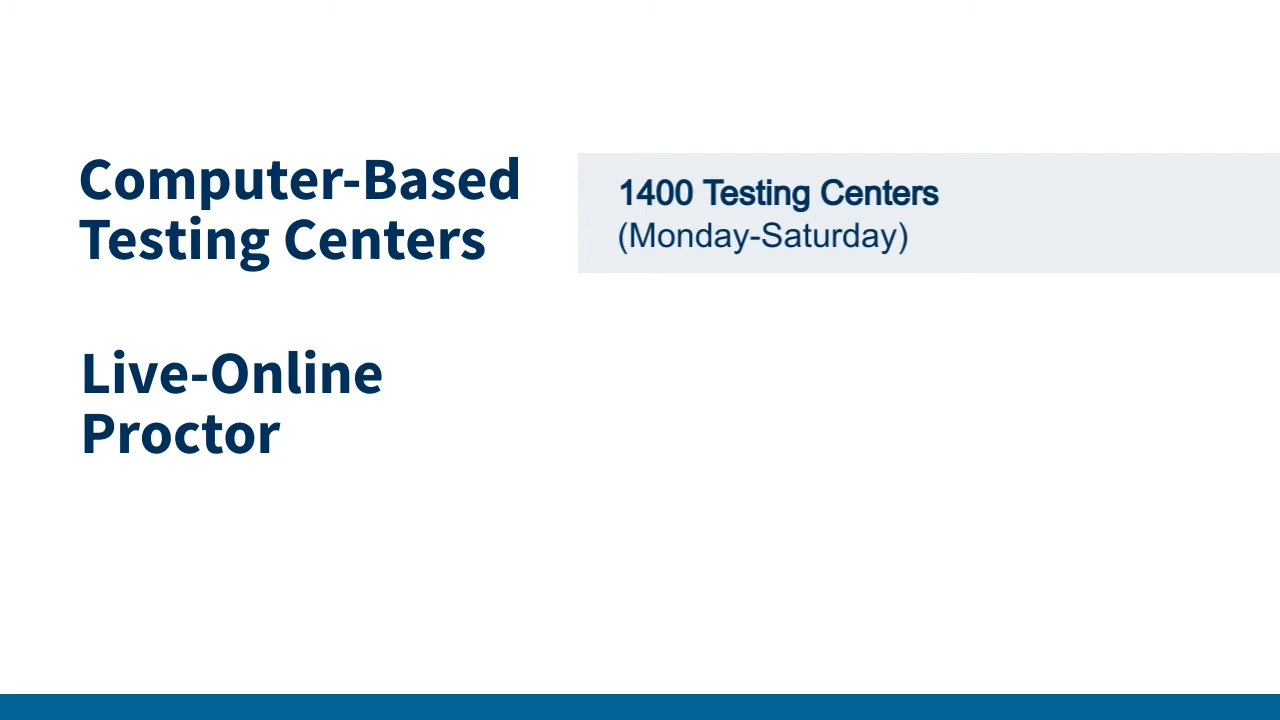 Computer-Based
Testing Centers
1400 Testing Centers
(Monday-Saturday)
Live-Online
Proctor